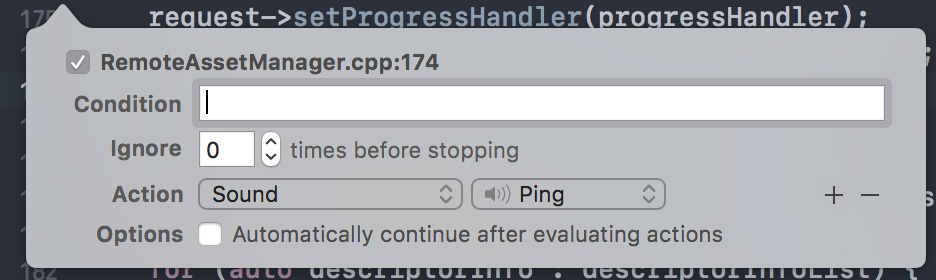 175 request->setProgressHandler(progressHandler);
RemoteAssetManager.cpp:174
Condition
Ignore 0 times before stopping
Action Sound Ping + −
Options Automatically continue after evaluating actions
182 for (auto descriptorInfo : descriptorInfoList) {